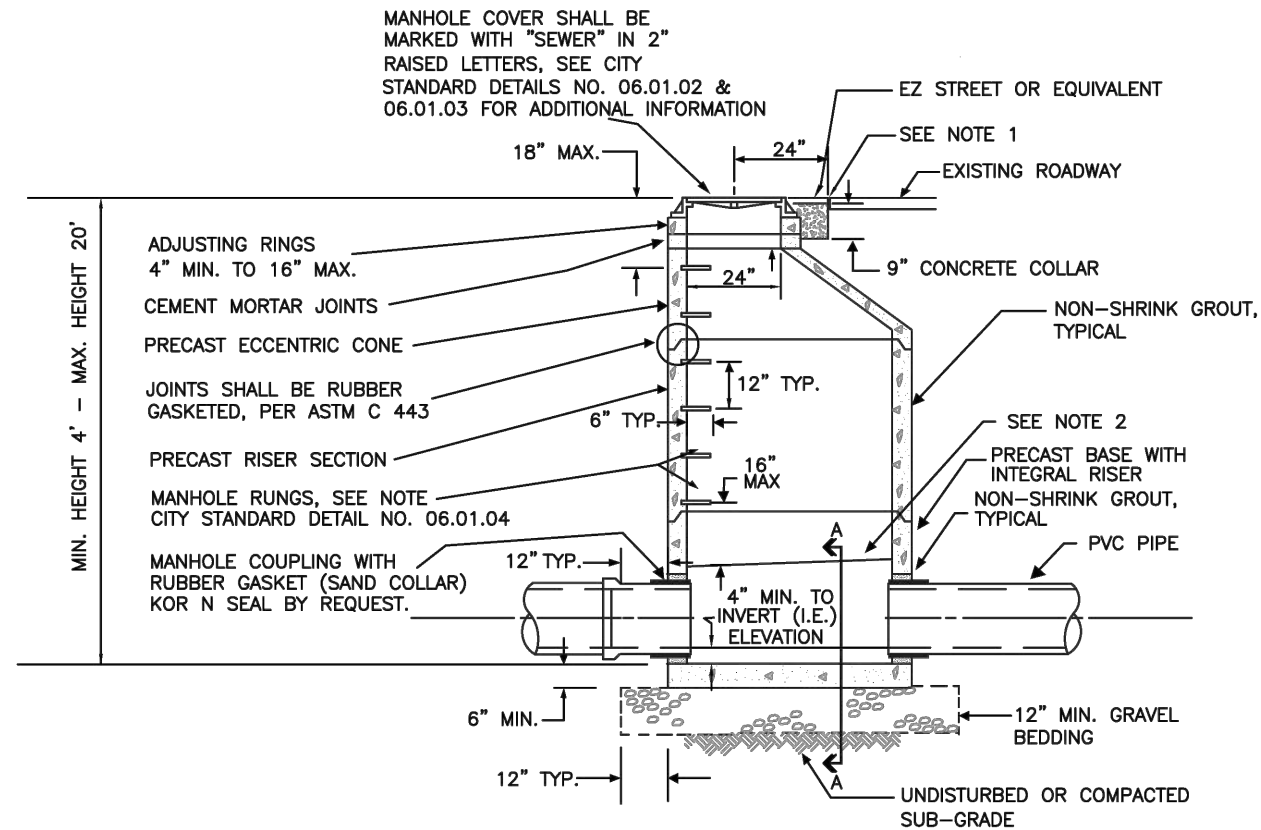 MANHOLE COVER SHALL BE
MARKED WITH "SEWER" IN 2"
RAISED LETTERS, SEE CITY
STANDARD DETAILS NO. 06.01.02 &
06.01.03 FOR ADDITIONAL INFORMATION
EZ STREET OR EQUIVALENT
SEE NOTE 1
18" MAX.
24"
EXISTING ROADWAY
MIN. HEIGHT 4' – MAX. HEIGHT 20'
ADJUSTING RINGS
4" MIN. TO 16" MAX.
CEMENT MORTAR JOINTS
PRECAST ECCENTRIC CONE
JOINTS SHALL BE RUBBER
GASKETED, PER ASTM C 443
PRECAST RISER SECTION
MANHOLE RUNGS, SEE NOTE
CITY STANDARD DETAIL NO. 06.01.04
MANHOLE COUPLING WITH
RUBBER GASKET (SAND COLLAR)
KOR N SEAL BY REQUEST.
24"
9" CONCRETE COLLAR
NON–SHRINK GROUT,
TYPICAL
12" TYP.
6" TYP.
SEE NOTE 2
16"
MAX
PRECAST BASE WITH
INTEGRAL RISER
NON–SHRINK GROUT,
TYPICAL
A
12" TYP.
PVC PIPE
4" MIN. TO
INVERT (I.E.)
ELEVATION
6" MIN.
12" MIN. GRAVEL
BEDDING
12" TYP.
A
UNDISTURBED OR COMPACTED
SUB–GRADE